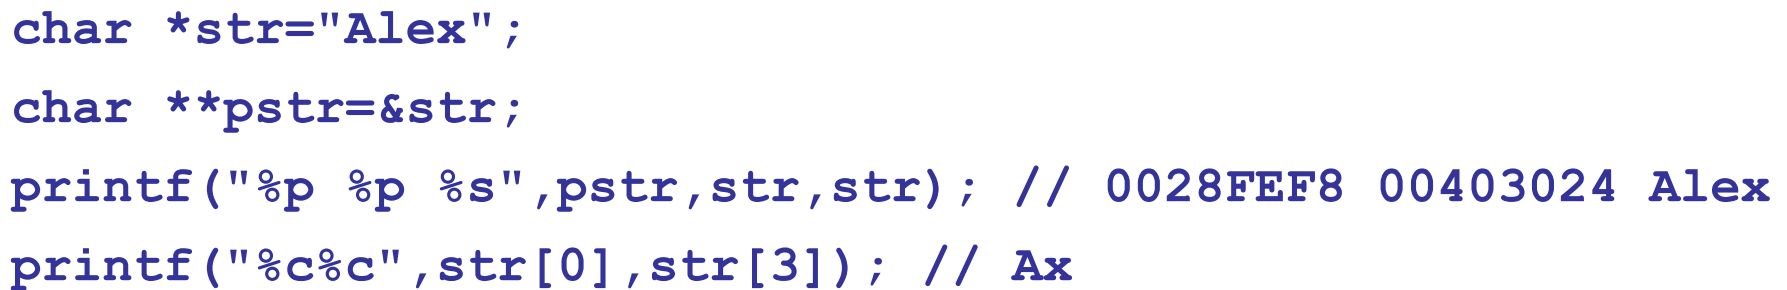 char *str="Alex";
char **pstr=&str;
printf("%p %p %s",pstr,str,str); // 0028FEF8 00403024 Alex
printf("%c%c",str[0],str[3]); // Ax